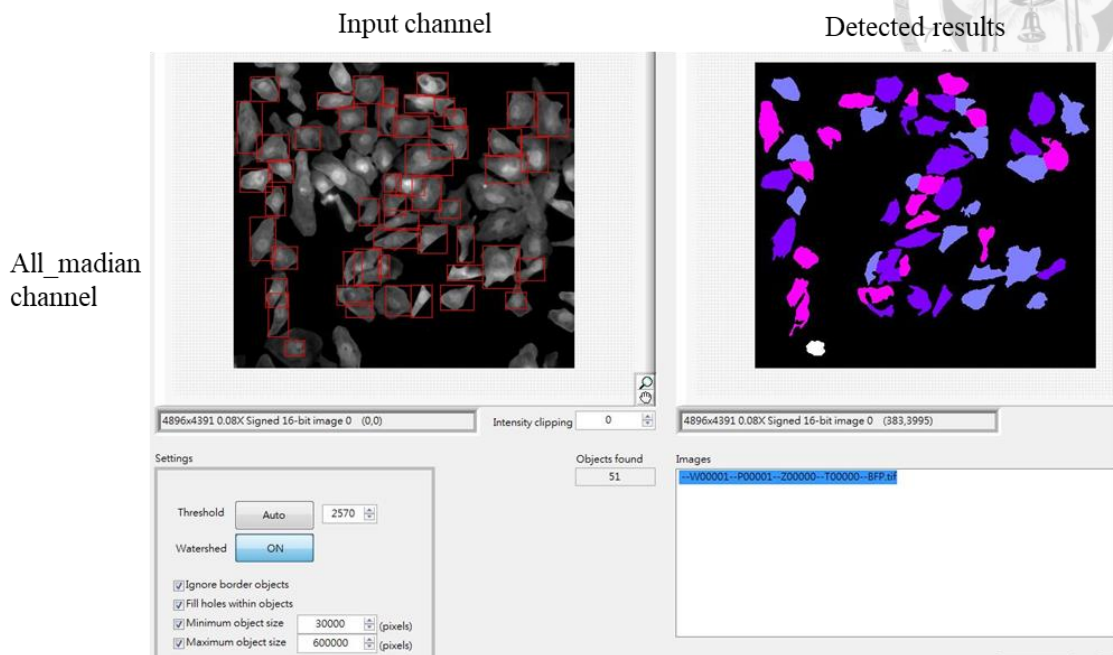 Input channel
Detected results
All_madian
channel
4896x4391 0.08X Signed 16-bit image 0 (0,0)
Intensity clipping 0
4896x4391 0.08X Signed 16-bit image 0 (383,3995)
Settings
Objects found
51
Images
--W00001--P00001--Z00000--T00000--BFP.tif
Threshold Auto 2570
Watershed ON
Ignore border objects
Fill holes within objects
Minimum object size 30000 (pixels)
Maximum object size 600000 (pixels)